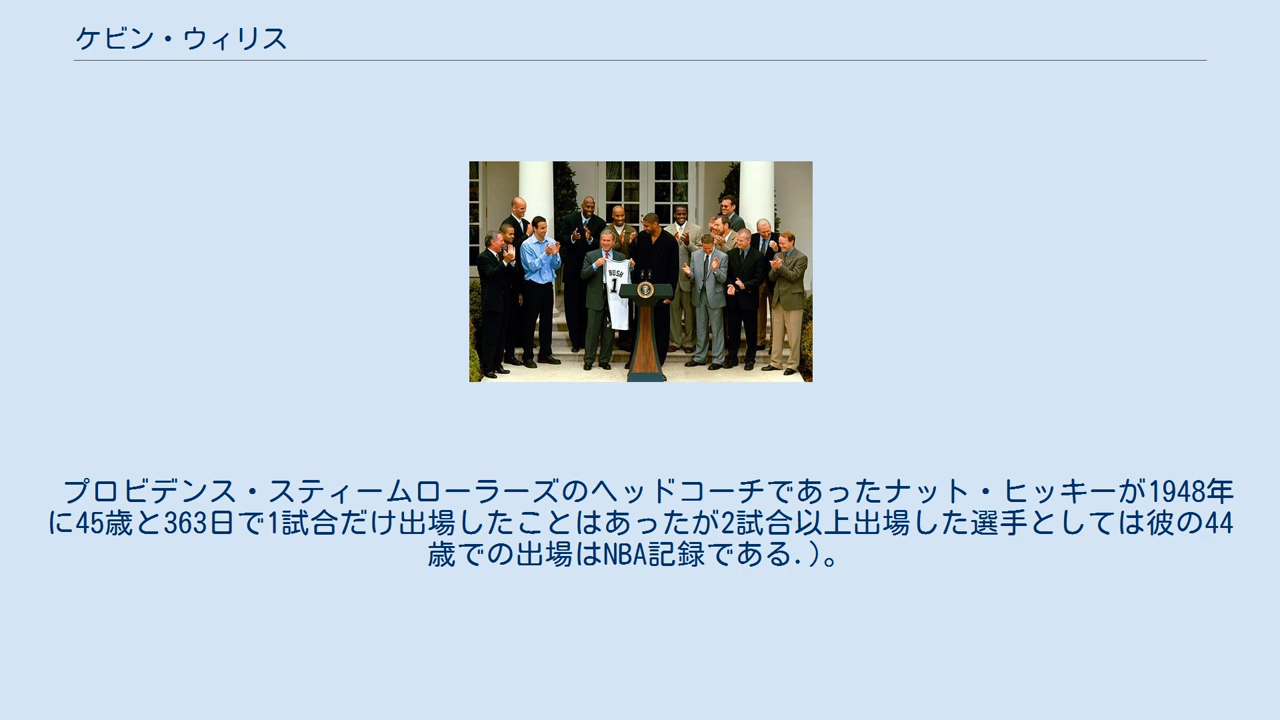 ケビン・ウィリス
BUSH
1
プロビデンス・スティームローラーズのヘッドコーチであったナット・ヒッキーが1948年
に45歳と363日で1試合だけ出場したことはあったが2試合以上出場した選手としては彼の44
歳での出場はNBA記録である.)。